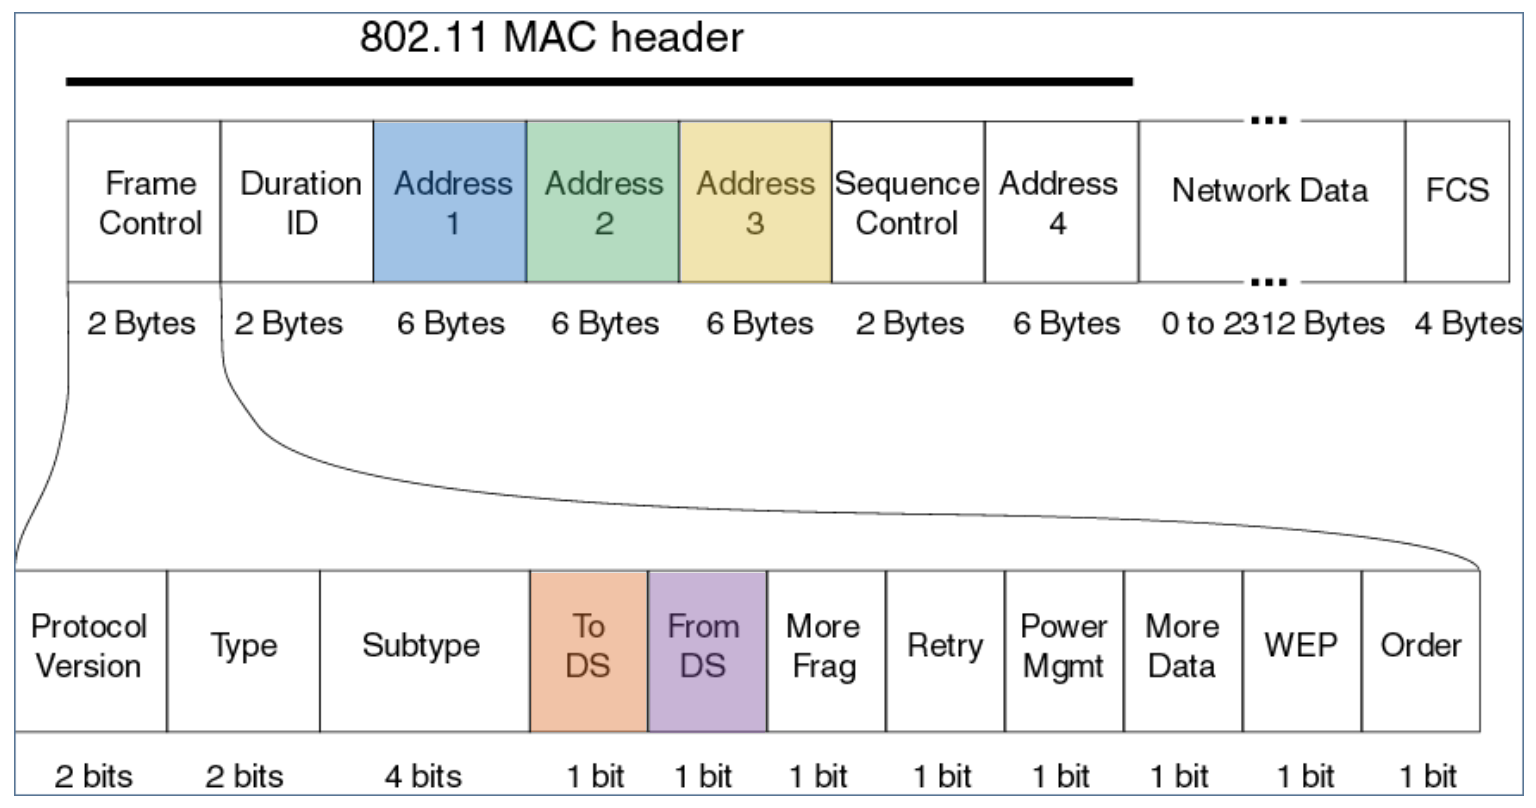 802.11 MAC header
...
Frame Control
Duration ID
Address 1
Address 2
Address 3
Sequence Control
Address 4
Network Data
FCS
...
2 Bytes
2 Bytes
6 Bytes
6 Bytes
6 Bytes
2 Bytes
6 Bytes
0 to 2312 Bytes
4 Bytes
Protocol Version
Type
Subtype
To DS
From DS
More Frag
Retry
Power Mgmt
More Data
WEP
Order
2 bits
2 bits
4 bits
1 bit
1 bit
1 bit
1 bit
1 bit
1 bit
1 bit
1 bit